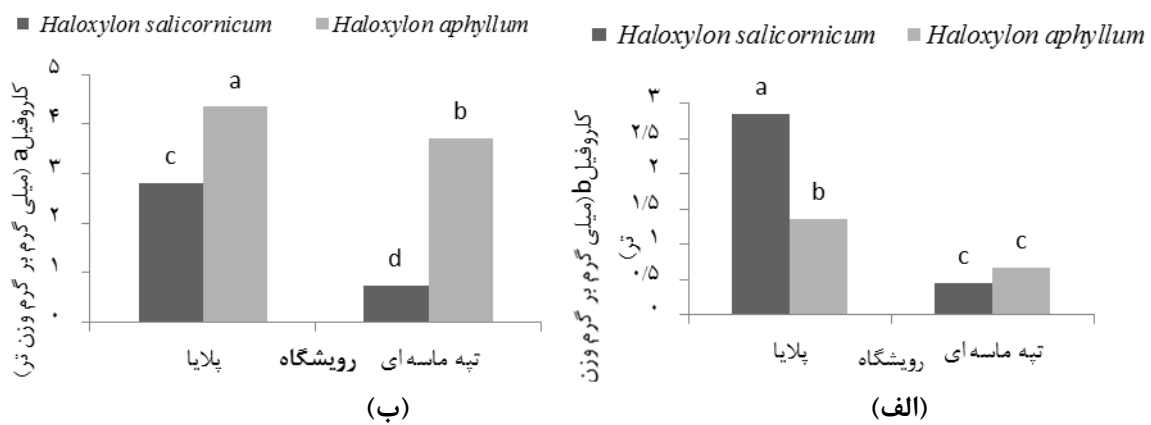 Haloxylon salicornicum Haloxylon aphyllum
کلروفیلb(میلی گرم بر گرم وزن
تر)
۳
۲/۵
۲
۱/۵
۱
۰/۵
۰
a
b
c
c
پلایا
رویشگاه
تپه ماسه ای
(الف)
Haloxylon salicornicum Haloxylon aphyllum
کلروفیلa (میلی گرم بر گرم وزن تر)
۵
۴
۳
۲
۱
۰
c
a
d
b
پلایا
رویشگاه
تپه ماسه ای
(ب)